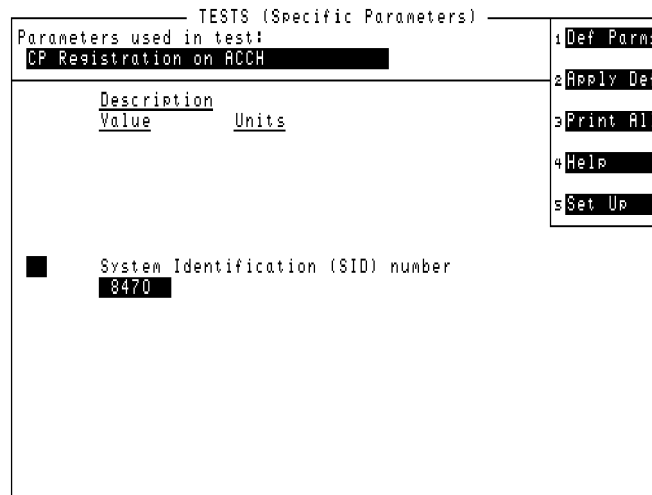 TESTS (Specific Parameters)
Parameters used in test:
CP Registration on ACCH
Description
Value Units
System Identification (SID) number
8470
1 Def Parms
2 Apply De
3 Print Al
4 Help
5 Set Up